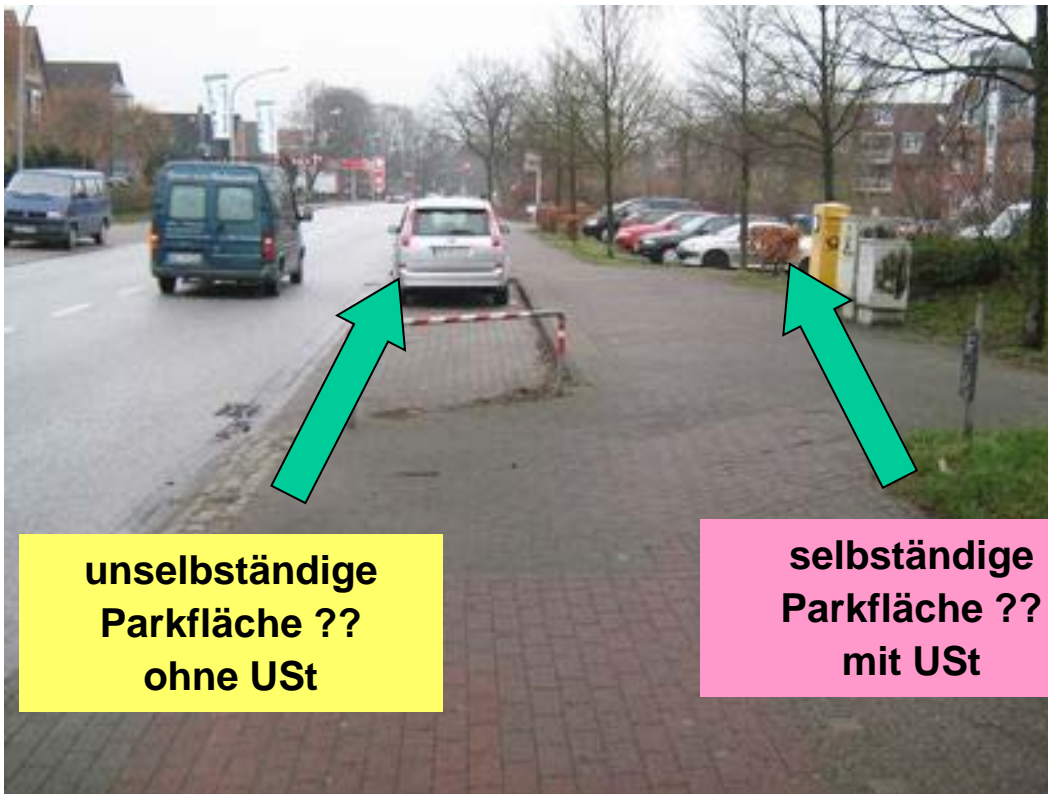 unselbständige
Parkfläche ??
ohne USt
selbständige
Parkfläche ??
mit USt